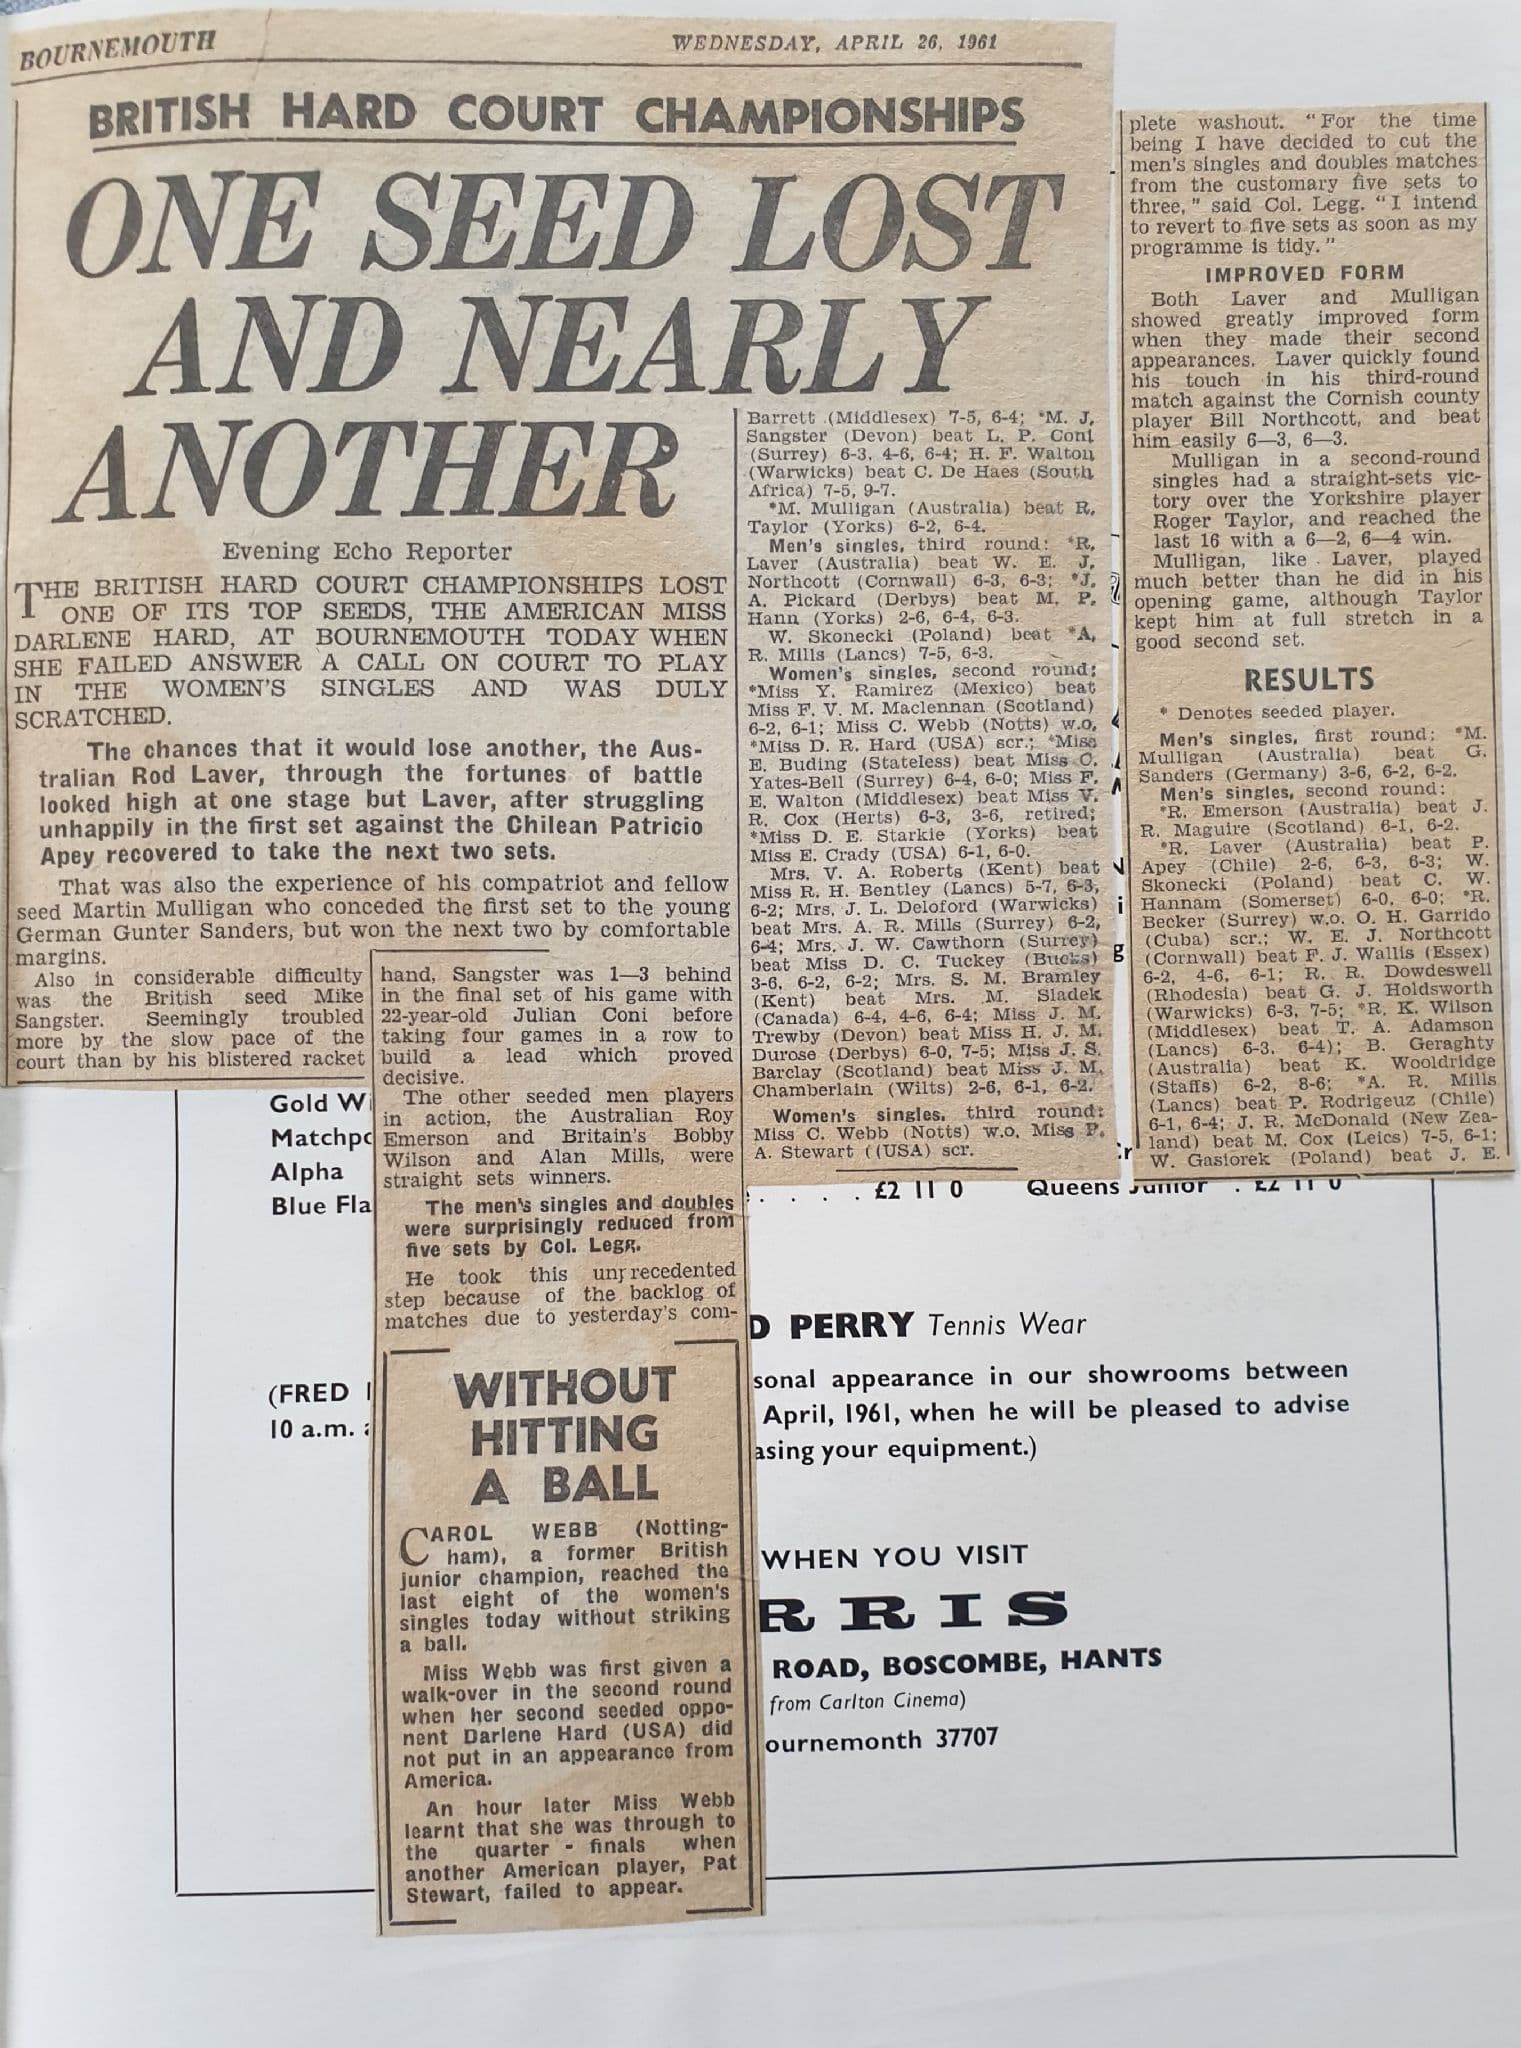 BOURNEMOUTH
WEDNESDAY, APRIL 26, 1961
BRITISH HARD COURT CHAMPIONSHIPS
ONE SEED LOST
AND NEARLY
ANOTHER
Evening Echo Reporter
THE BRITISH HARD COURT CHAMPIONSHIPS LOST
ONE OF ITS TOP SEEDS, THE AMERICAN MISS
DARLENE HARD, AT BOURNEMOUTH TODAY WHEN
SHE FAILED ANSWER A CALL ON COURT TO PLAY
IN THE WOMEN'S SINGLES AND WAS DULY
SCRATCHED.
The chances that it would lose another, the Aus-
tralian Rod Laver, through the fortunes of battle
looked high at one stage but Laver, after struggling
unhappily in the first set against the Chilean Patricio
Apey recovered to take the next two sets.
That was also the experience of his compatriot and fellow
seed Martin Mulligan who conceded the first set to the young
German Gunter Sanders, but won the next two by comfortable
margins.
Also in considerable difficulty
was the British seed Mike
Sangster. Seemingly troubled
more by the slow pace of the
court than by his blistered racket
hand, Sangster was 1—3 behind
in the final set of his game with
22-year-old Julian Coni before
taking four games in a row to
build a lead which proved
decisive.
The other seeded men players
in action, the Australian Roy
Emerson and Britain's Bobby
Wilson and Alan Mills, were
straight sets winners.
The men's singles and doubles
were surprisingly reduced from
five sets by Col. Legg.
He took this unprecedented
step because of the backlog of
matches due to yesterday's com-
plete washout. "For the time
being I have decided to cut the
men's singles and doubles matches
from the customary five sets to
three," said Col. Legg. "I intend
to revert to five sets as soon as my
programme is tidy."
IMPROVED FORM
Both Laver and Mulligan
showed greatly improved form
when they made their second
appearances. Laver quickly found
his touch in his third-round
match against the Cornish county
player Bill Northcott, and beat
him easily 6—3, 6—3.
Mulligan in a second-round
singles had a straight-sets vic-
tory over the Yorkshire player
Roger Taylor, and reached the
last 16 with a 6—2, 6—4 win.
Mulligan, like Laver, played
much better than he did in his
opening game, although Taylor
kept him at full stretch in a
good second set.
RESULTS
* Denotes seeded player.
Men's singles, first round: *M.
Mulligan (Australia) beat G.
Sanders (Germany) 3-6, 6-2, 6-2.
Men's singles, second round:
*R. Emerson (Australia) beat J.
R. Maguire (Scotland) 6-1, 6-2.
*R. Laver (Australia) beat P.
Apey (Chile) 2-6, 6-3, 6-3; W.
Skonecki (Poland) beat C. W.
Hannam (Somerset) 6-0, 6-0; *R.
Becker (Surrey) w.o. O. H. Garrido
(Cuba) scr.; W. E. J. Northcott
(Cornwall) beat F. J. Wallis (Essex)
6-2, 4-6, 6-1; R. R. Dowdeswell
(Rhodesia) beat G. J. Holdsworth
(Warwicks) 6-3, 7-5; *R. K. Wilson
(Middlesex) beat T. A. Adamson
(Lancs) 6-3, 6-4); B. Geraghty
(Australia) beat K. Wooldridge
(Staffs) 6-2, 8-6; *A. R. Mills
(Lancs) beat P. Rodrigeuz (Chile)
6-1, 6-4; J. R. McDonald (New Zea-
land) beat M. Cox (Leics) 7-5, 6-1;
W. Gasiorek (Poland) beat J. E.
Barrett (Middlesex) 7-5, 6-4; *M. J.
Sangster (Devon) beat L. P. Coni
(Surrey) 6-3, 4-6, 6-4; H. F. Walton
(Warwicks) beat C. De Haes (South
Africa) 7-5, 9-7.
*M. Mulligan (Australia) beat R.
Taylor (Yorks) 6-2, 6-4.
Men's singles, third round: *R.
Laver (Australia) beat W. E. J.
Northcott (Cornwall) 6-3, 6-3; *J.
A. Pickard (Derbys) beat M. P.
Hann (Yorks) 2-6, 6-4, 6-3.
W. Skonecki (Poland) beat *A.
R. Mills (Lancs) 7-5, 6-3.
Women's singles, second round:
*Miss Y. Ramirez (Mexico) beat
Miss F. V. M. Maclennan (Scotland)
6-2, 6-1; Miss C. Webb (Notts) w.o.
*Miss D. R. Hard (USA) scr.; *Miss
E. Buding (Stateless) beat Miss O.
Yates-Bell (Surrey) 6-4, 6-0; Miss F.
E. Walton (Middlesex) beat Miss V.
R. Cox (Herts) 6-3, 3-6, retired;
*Miss D. E. Starkie (Yorks) beat
Miss E. Crady (USA) 6-1, 6-0.
Mrs. V. A. Roberts (Kent) beat
Miss R. H. Bentley (Lancs) 5-7, 6-3,
6-2; Mrs. J. L. Deloford (Warwicks)
beat Mrs. A. R. Mills (Surrey) 6-2,
6-4; Mrs. J. W. Cawthorn (Surrey)
beat Miss D. C. Tuckey (Bucks)
3-6, 6-2, 6-2; Mrs. S. M. Bramley
(Kent) beat Mrs. M. Sladek
(Canada) 6-4, 4-6, 6-4; Miss J. M.
Trewby (Devon) beat Miss H. J. M.
Durose (Derbys) 6-0, 7-5; Miss J. S.
Barclay (Scotland) beat Miss J. M.
Chamberlain (Wilts) 2-6, 6-1, 6-2.
Women's singles, third round:
Miss C. Webb (Notts) w.o. Miss P.
A. Stewart ((USA) scr.
WITHOUT
HITTING
A BALL
CAROL WEBB (Notting-
ham), a former British
junior champion, reached the
last eight of the women's
singles today without striking
a ball.
Miss Webb was first given a
walk-over in the second round
when her second seeded oppo-
nent Darlene Hard (USA) did
not put in an appearance from
America.
An hour later Miss Webb
learnt that she was through to
the quarter - finals when
another American player, Pat
Stewart, failed to appear.
Gold Wi
Matchpo
Alpha
Blue Fla
. . . . £2 11 0 Queens Junior . £2 11 0
D PERRY Tennis Wear
(FRED
sonal appearance in our showrooms between
10 a.m.
April, 1961, when he will be pleased to advise
asing your equipment.)
WHEN YOU VISIT
RRIS
ROAD, BOSCOMBE, HANTS
from Carlton Cinema)
ournemonth 37707